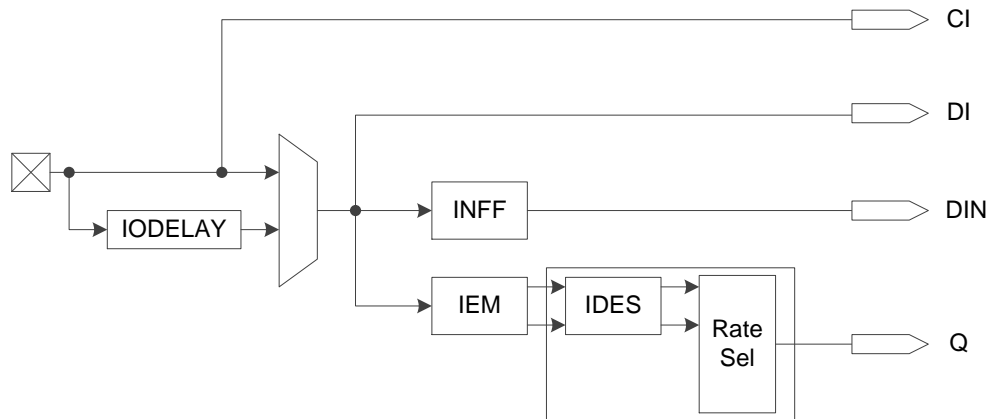 CI
DI
IODELAY
INFF
DIN
IEM
IDES
Rate
Sel
Q